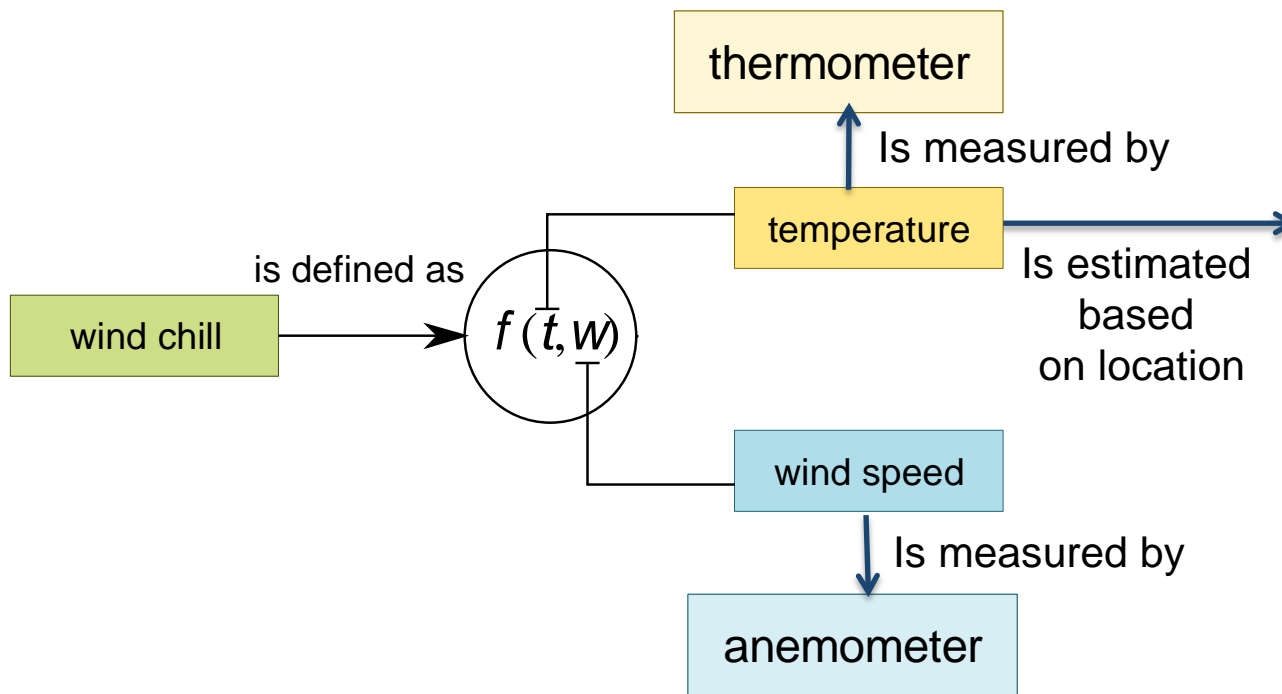 thermometer
Is measured by
temperature
is defined as
Is estimated
based
on location
wind chill
f(t,w)
wind speed
Is measured by
anemometer